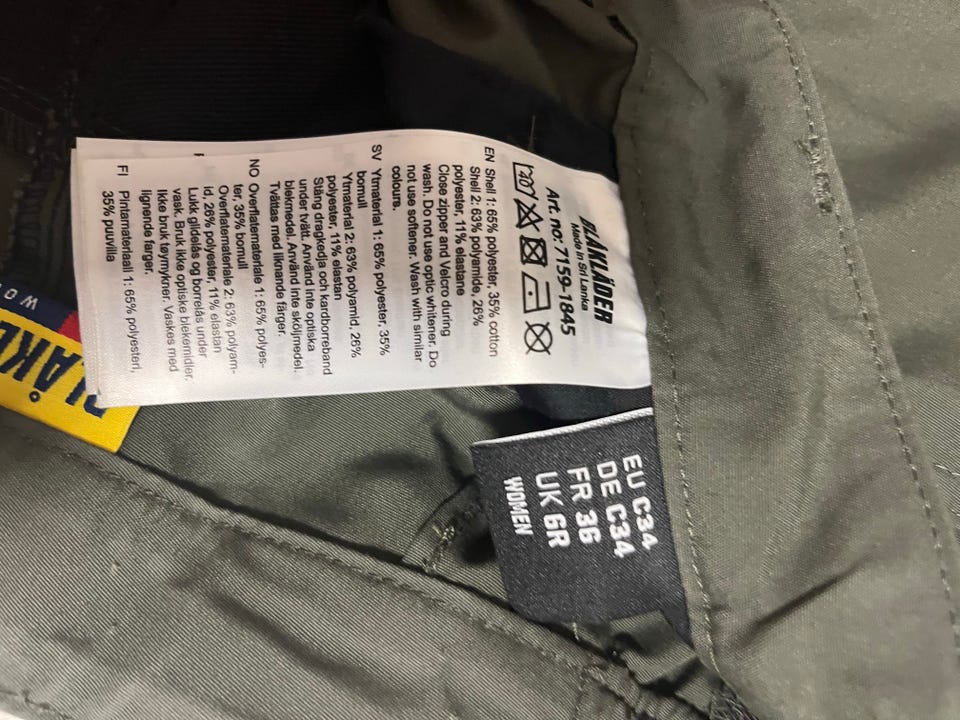 BLÅKLÄDER
Made in Sri Lanka
Art. no: 7159-1845
40
EN Shell 1: 65% polyester, 35% cotton
Shell 2: 63% polyamide, 26%
polyester, 11% elastane
Close zipper and Velcro during
wash. Do not use optic whitener. Do
not use softener. Wash with similar
colours.
SV Ytmaterial 1: 65% polyester, 35%
bomull
Ytmaterial 2: 63% polyamid, 26%
polyester, 11% elastan
Stäng dragkedja och kardborreband
under tvätt. Använd inte optiska
blekmedel. Använd inte sköljmedel.
Tvättas med liknande färger.
NO Overflatemateriale 1: 65% polyes-
ter, 35% bomull
Overflatemateriale 2: 63% polyam-
id, 26% polyester, 11% elastan
Lukk glidelås og borrelås under
vask. Bruk ikke optiske blekemidler.
Ikke bruk tøymykner. Vaskes med
lignende farger.
FI Pintamateriaali 1: 65% polyesteri,
35% puuvilla
EU C34
DE C34
FR 36
UK 6R
WOMEN
BLÅKL
WO